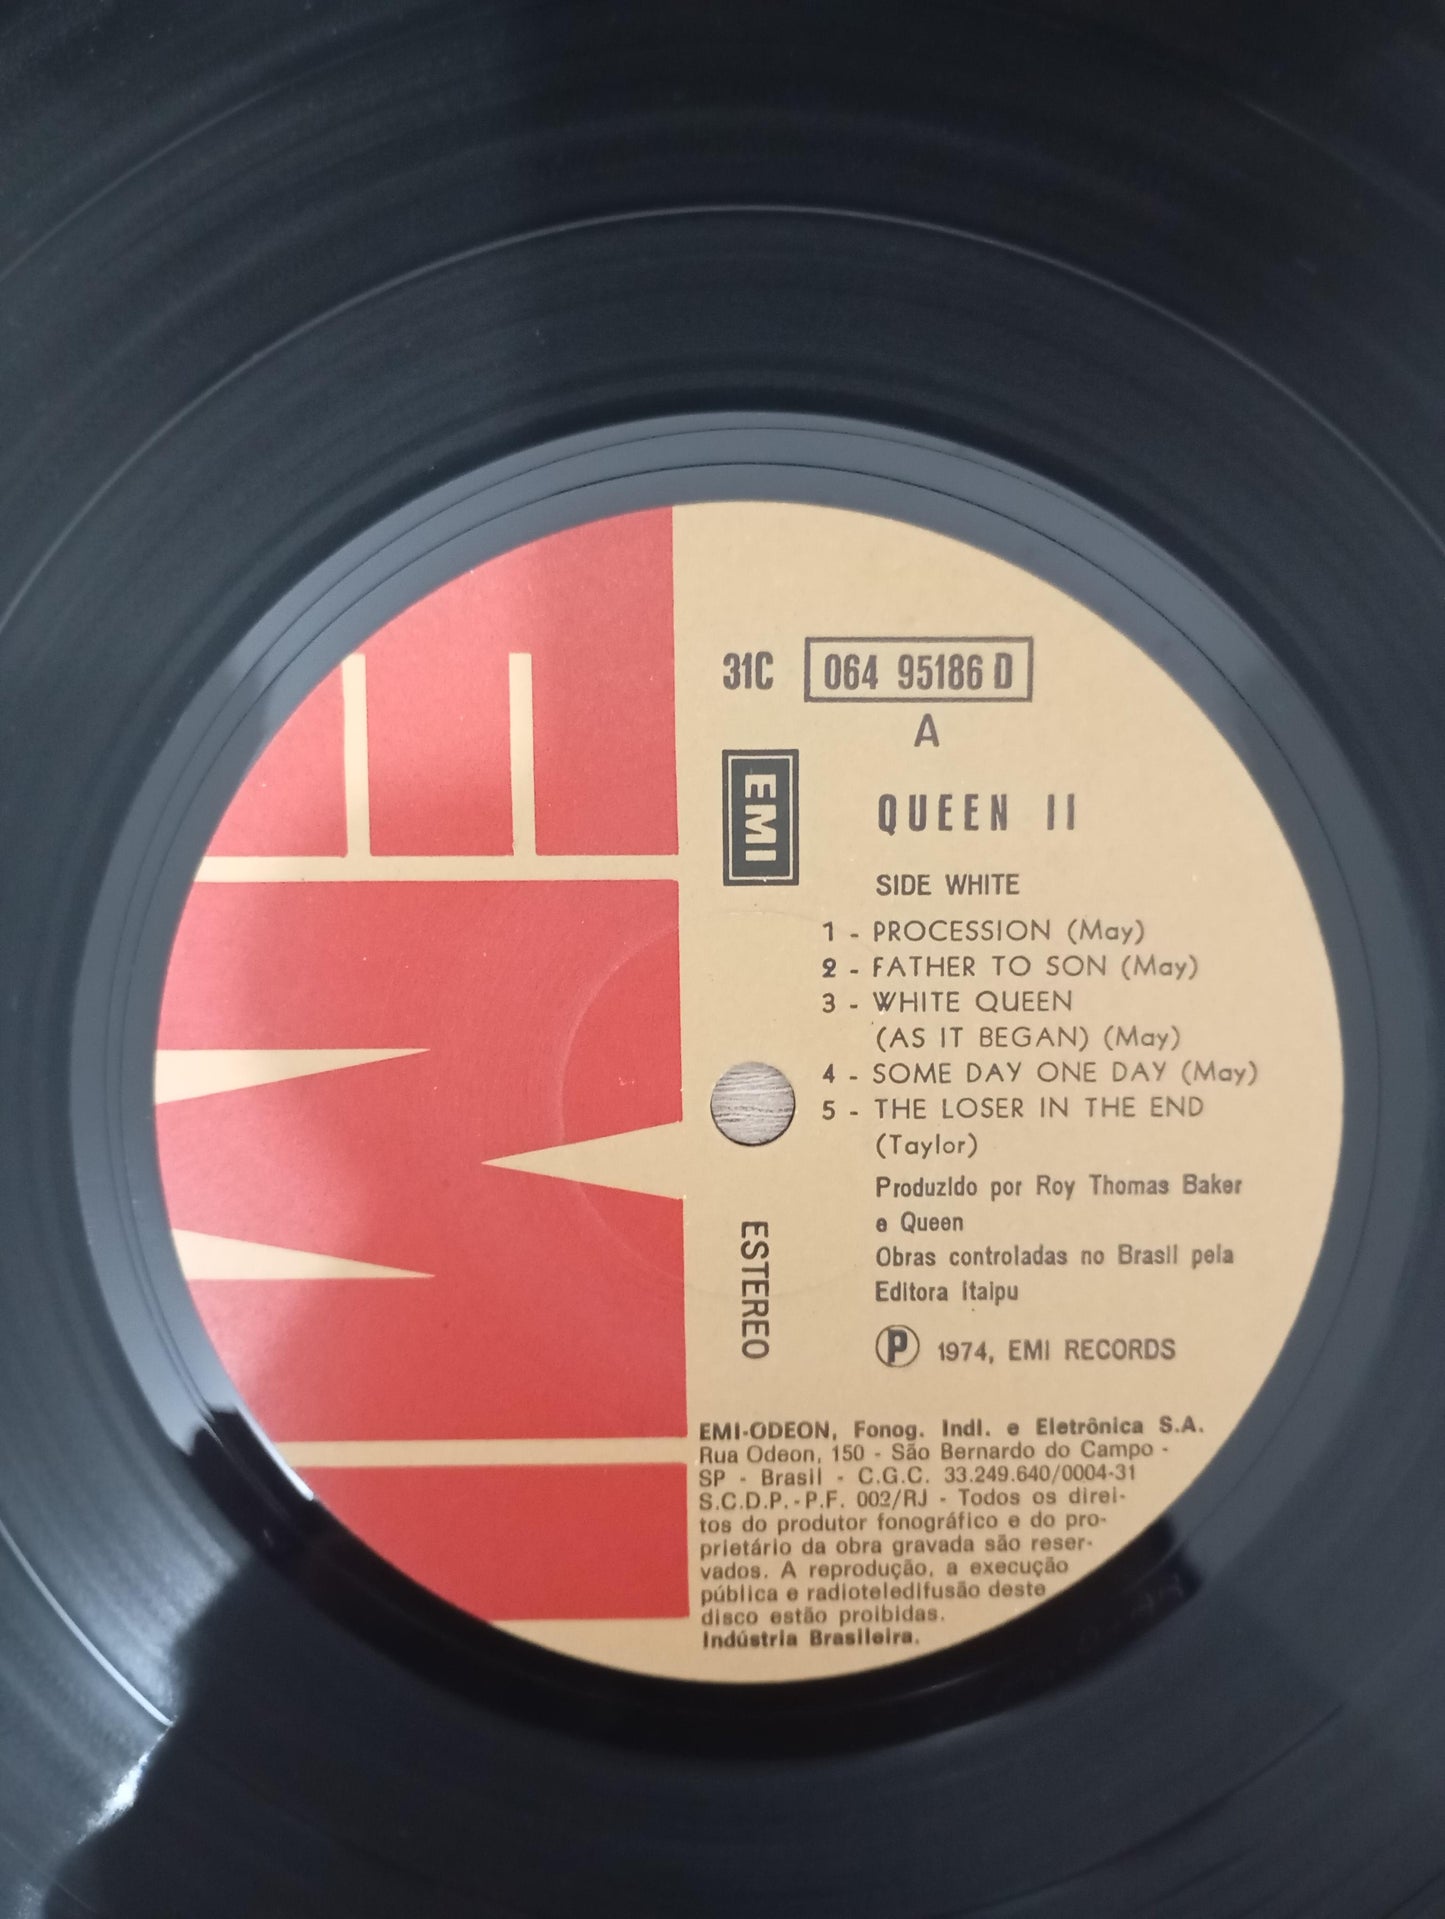 31C 064 95186 D
A
EMI
QUEEN II
SIDE WHITE
1 - PROCESSION (May)
2 - FATHER TO SON (May)
3 - WHITE QUEEN
(AS IT BEGAN) (May)
4 - SOME DAY ONE DAY (May)
5 - THE LOSER IN THE END
(Taylor)
Produzido por Roy Thomas Baker
e Queen
Obras controladas no Brasil pela
Editora Itaipu
ESTEREO
Ⓟ 1974, EMI RECORDS
EMI-ODEON, Fonog. Indl. e Eletrônica S.A.
Rua Odeon, 150 - São Bernardo do Campo -
SP - Brasil - C.G.C. 33.249.640/0004-31
S.C.D.P.-P.F. 002/RJ - Todos os direi-
tos do produtor fonográfico e do pro-
prietário da obra gravada são reser-
vados. A reprodução, a execução
pública e radioteledifusão deste
disco estão proibidas.
Indústria Brasileira.